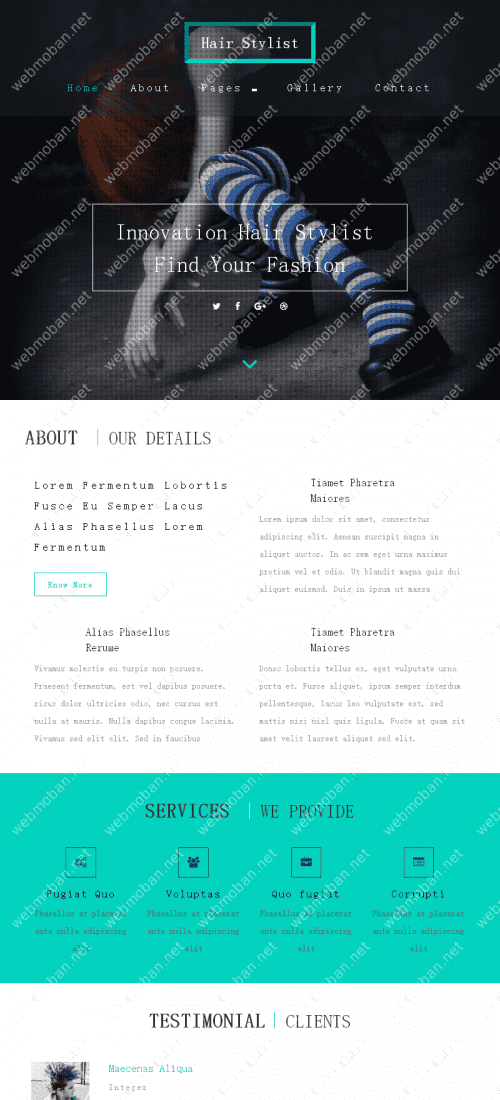 Hair Stylist
Home About Pages Gallery Contact
Innovation Hair Stylist
Find Your Fashion
ABOUT OUR DETAILS
Lorem Fermentum Lobortis
Fusce Eu Semper Lacus
Alias Phasellus Lorem
Fermentum
Know More
Tiamet Pharetra
Maiores
Lorem ipsum dolor sit amet, consectetur
adipiscing elit. Aenean suscipit magna in
aliquet auctor. In ac sem eget urna maximus
pretium vel et odio. Ut blandit magna quis dui
aliquet euismod. Duis in ipsum ut massa
Alias Phasellus
Rerume
Vivamus molestie eu turpis non posuere.
Praesent fermentum, est vel dapibus posuere,
risus dolor ultricies odio, nec cursus est
nulla at mauris. Nulla dapibus congue lacinia.
Vivamus sed elit elit. Sed in faucibus
Tiamet Pharetra
Maiores
Donec lobortis tellus ex, eget vulputate urna
porta et. Fusce aliquet, ipsum semper interdum
pellentesque, lacus leo vulputate est, sed
mattis nisi nisl quis ligula. Fusce at quam sit
amet velit laoreet aliquet sed elit.
SERVICES WE PROVIDE
Fugiat Quo
Phasellus at placerat
ante nulla adipiscing
elit
Voluptas
Phasellus at placerat
ante nulla adipiscing
elit
Quo fugiat
Phasellus at placerat
ante nulla adipiscing
elit
Corrupti
Phasellus at placerat
ante nulla adipiscing
elit
TESTIMONIAL CLIENTS
Maecenas Aliqua
Integer
webmoban.net